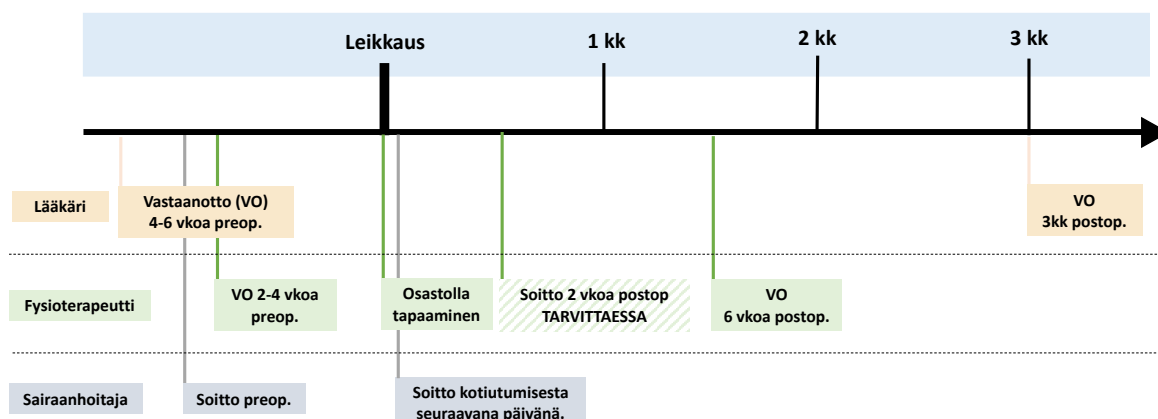 Leikkaus
1 kk
2 kk
3 kk
Lääkäri
Vastaanotto (VO)
4-6 vkoa preop.
VO
3kk postop.
Fysioterapeutti
VO 2-4 vkoa
preop.
Osastolla
tapaaminen
Soitto 2 vkoa postop
TARVITTAESSA
VO
6 vkoa postop.
Sairaanhoitaja
Soitto preop.
Soitto kotiutumisesta
seuraavana päivänä.